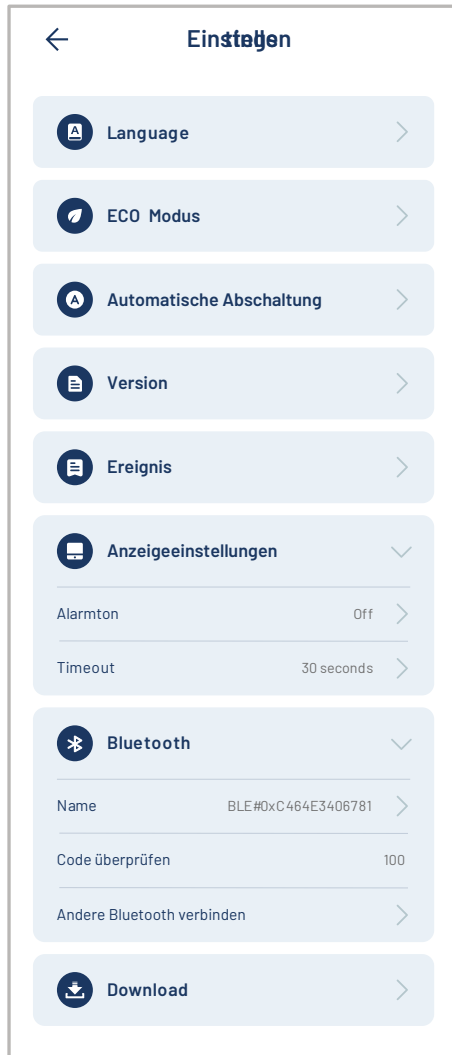 Einstellen
Language
ECO Modus
Automatische Abschaltung
Version
Ereignis
Anzeigeeinstellungen
Alarmton Off
Timeout 30 seconds
Bluetooth
Name BLE#0xC464E3406781
Code überprüfen 100
Andere Bluetooth verbinden
Download